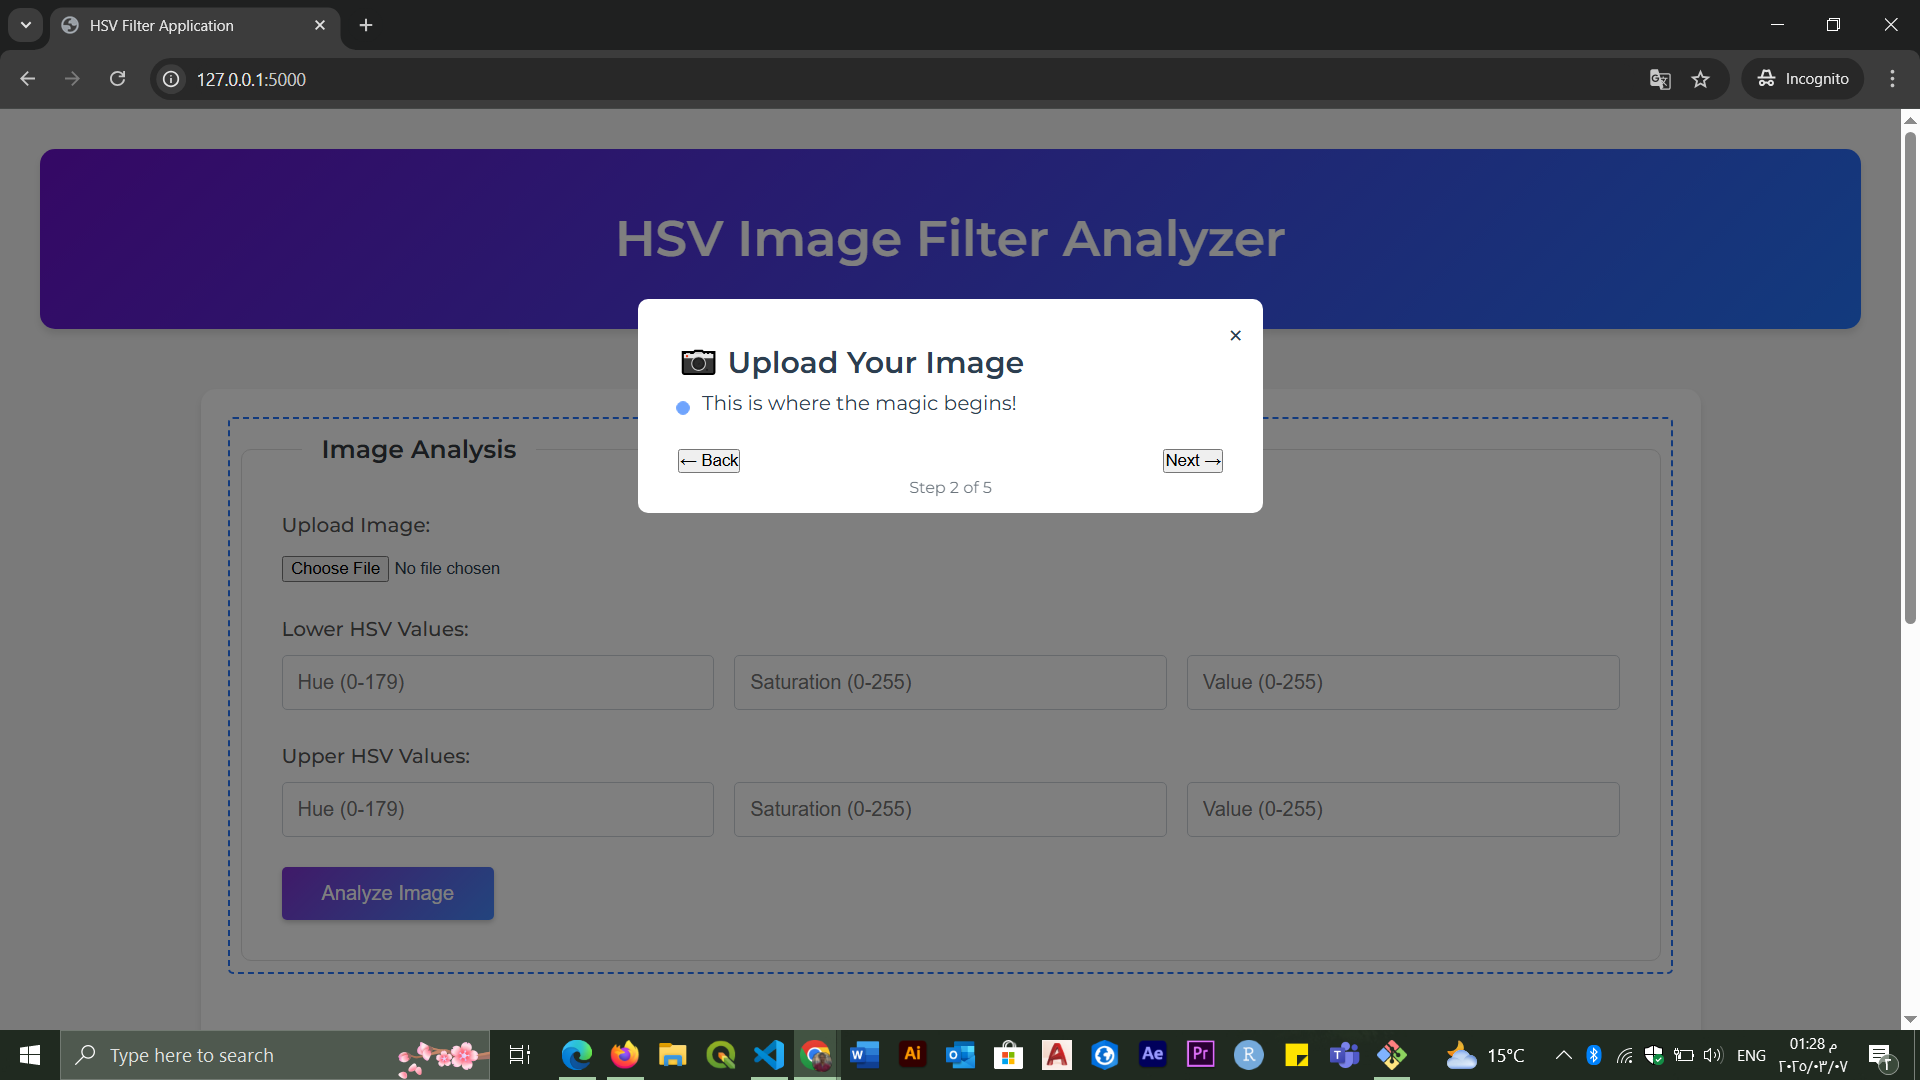 HSV Filter Application
127.0.0.1:5000
Incognito
HSV Image Filter Analyzer
Upload Your Image
This is where the magic begins!
← Back
Next →
Step 2 of 5
Image Analysis
Upload Image:
Choose File No file chosen
Lower HSV Values:
Hue (0-179) Saturation (0-255) Value (0-255)
Upper HSV Values:
Hue (0-179) Saturation (0-255) Value (0-255)
Analyze Image
Type here to search
15°C
ENG
01:28 م
٢٠٢٥/٠٣/٠٧
٢